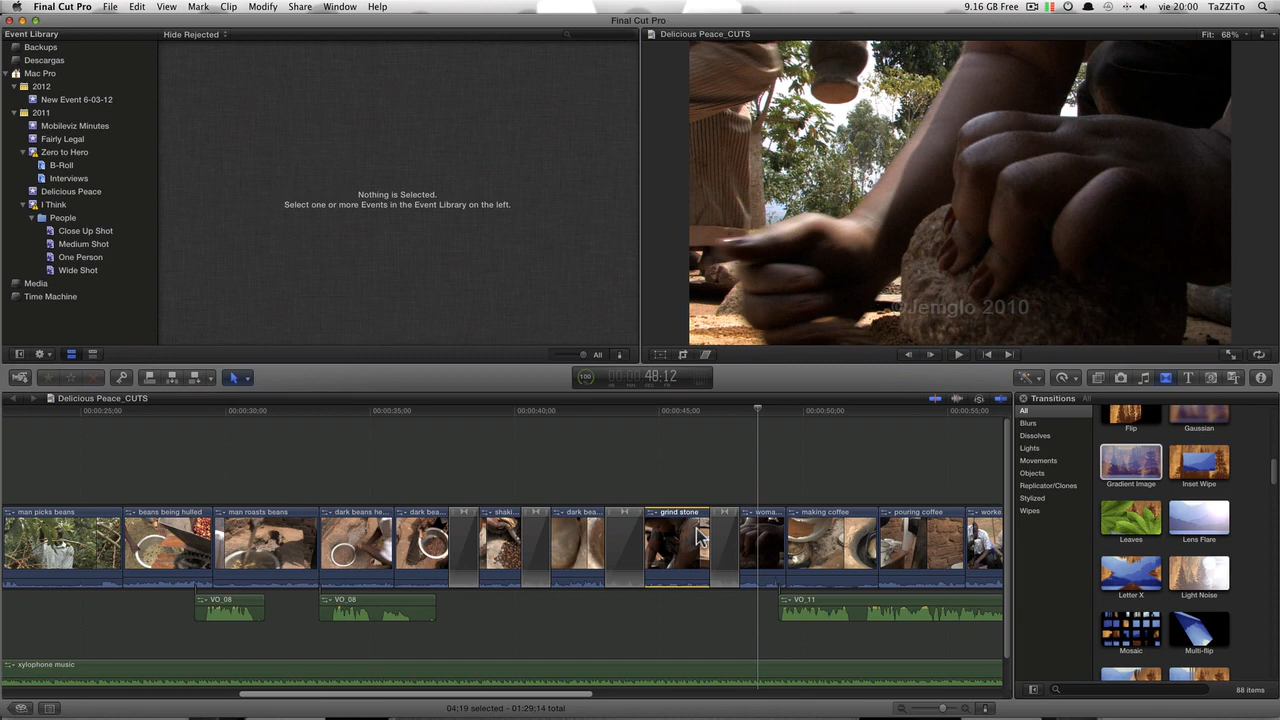 Final Cut Pro File Edit View Mark Clip Modify Share Window Help 9.16 GB Free vie 20:00 TaZZiTo
Final Cut Pro
Event Library
Hide Rejected
Delicious Peace_CUTS
Fit: 68%
Backups
Descargas
Mac Pro
2012
New Event 6-03-12
2011
Mobileviz Minutes
Fairly Legal
Zero to Hero
B-Roll
Interviews
Delicious Peace
I Think
People
Close Up Shot
Medium Shot
One Person
Wide Shot
Media
Time Machine
Nothing is Selected.
Select one or more Events in the Event Library on the left.
©Jemglo 2010
All
100
48:12
HR MIN SEC FR
Delicious Peace_CUTS
00:00:25;00 00:00:30;00 00:00:35;00 00:00:40;00 00:00:45;00 00:00:50;00 00:00:55;00
man picks beans beans being hulled man roasts beans dark beans he... dark bea... shaki... dark bea... grind stone woma... making coffee pouring coffee worke
VO_08 VO_08 VO_11
xylophone music
04:19 selected - 01:29:14 total
Transitions All
All
Blurs
Dissolves
Lights
Movements
Objects
Replicator/Clones
Stylized
Wipes
Flip Gaussian
Gradient Image Inset Wipe
Leaves Lens Flare
Letter X Light Noise
Mosaic Multi-flip
88 items